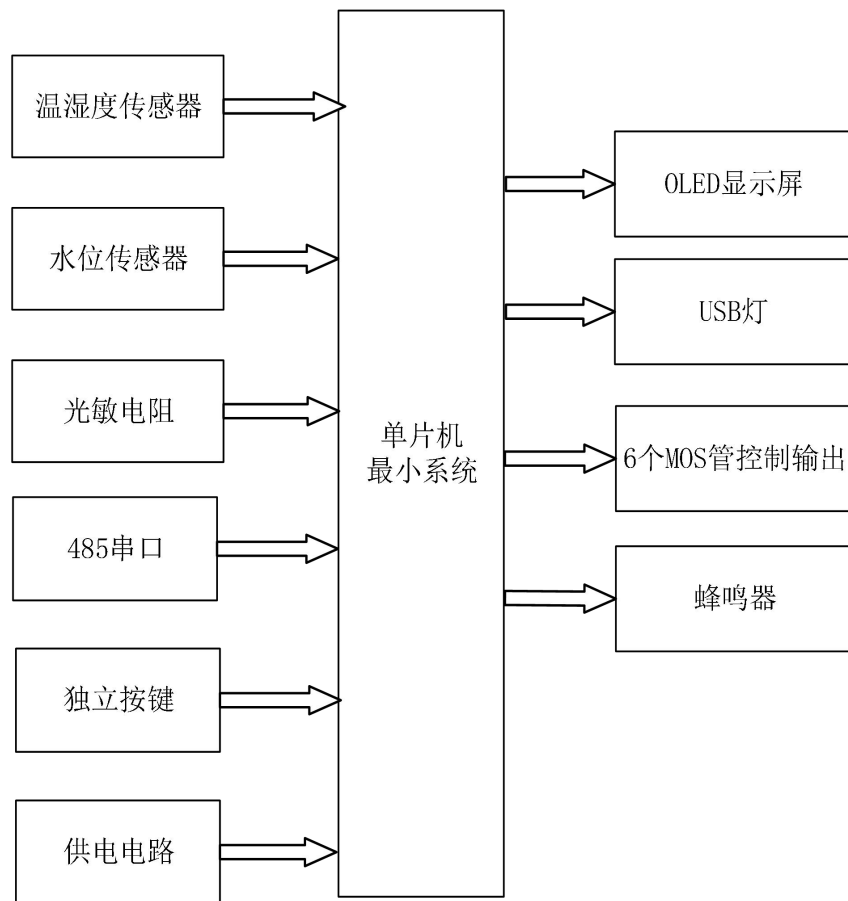 温湿度传感器
水位传感器
光敏电阻
485串口
独立按键
供电电路
单片机
最小系统
OLED显示屏
USB灯
6个MOS管控制输出
蜂鸣器